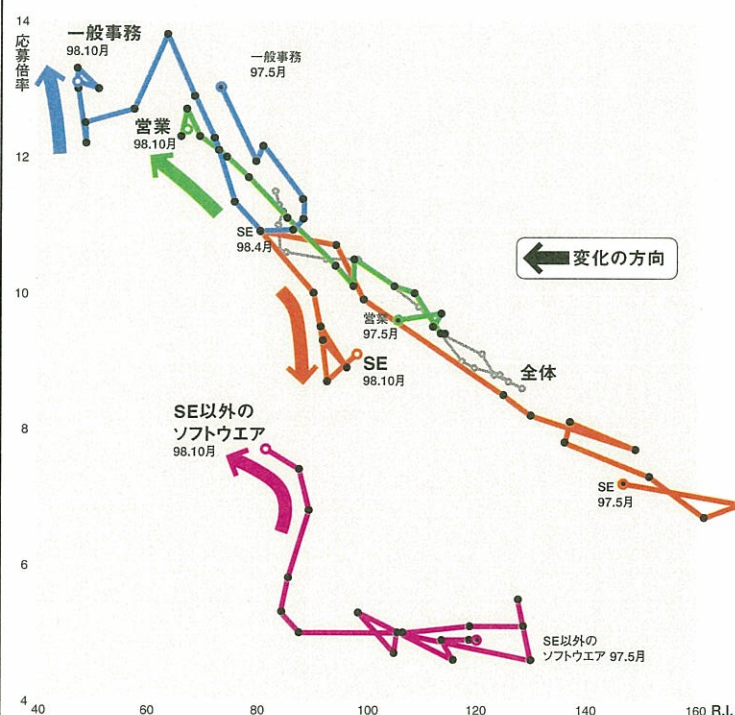 14
応募倍率
一般事務
98.10月
一般事務
97.5月
営業
98.10月
12
SE
98.4月
変化の方向
10
営業
97.5月
SE
98.10月
全体
8
SE以外の
ソフトウエア
98.10月
SE
97.5月
6
SE以外の
ソフトウエア 97.5月
4
40
60
80
100
120
140
160 R.I.